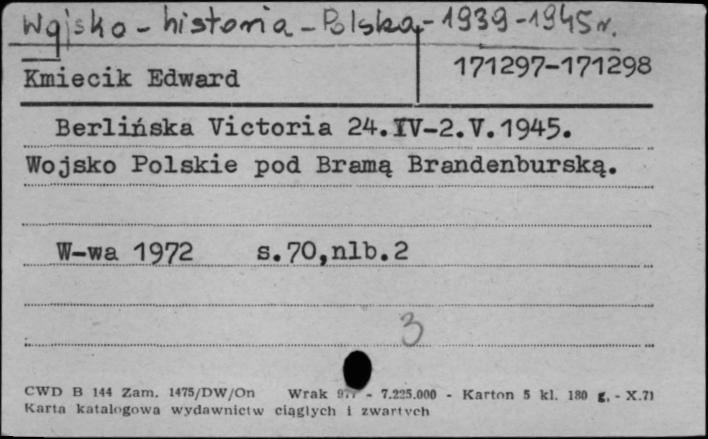 Wojsko - historia - Polska - 1939-1945 r.
Kmiecik Edward
171297-171298
Berlińska Victoria 24.IV-2.V.1945.
Wojsko Polskie pod Bramą Brandenburską.
W-wa 1972 s.70,nlb.2
3
CWD B 144 Zam. 1475/DW/On Wrak - 7.225.000 - Karton 5 kl. 180 g. - X.71
Karta katalogowa wydawnictw ciągłych i zwartych